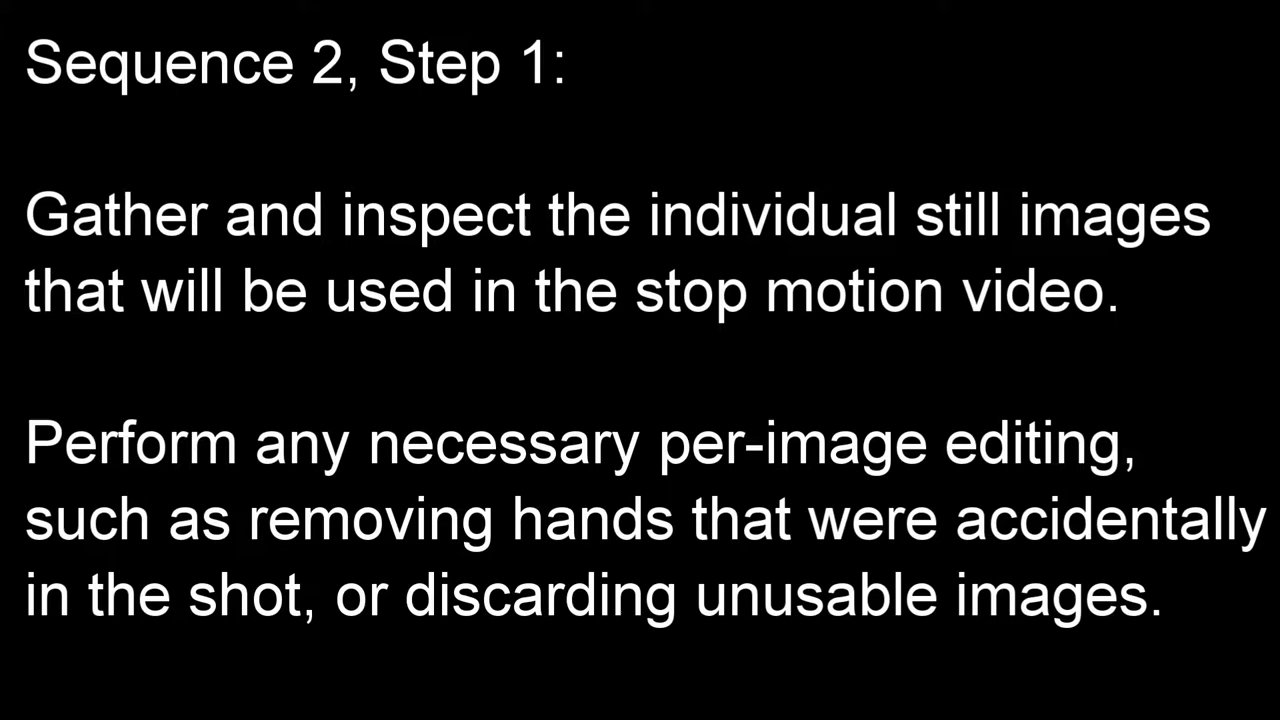 Sequence 2, Step 1:
Gather and inspect the individual still images
that will be used in the stop motion video.
Perform any necessary per-image editing,
such as removing hands that were accidentally
in the shot, or discarding unusable images.